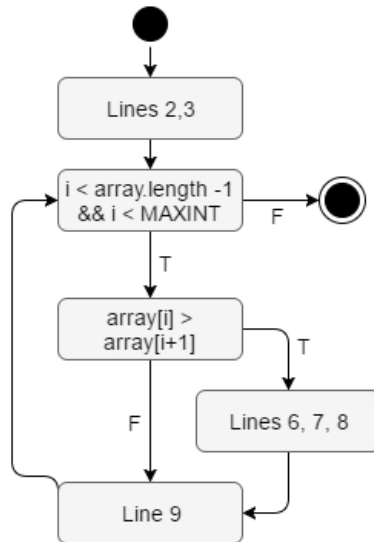 Lines 2,3
i < array.length -1
&& i < MAXINT
F
T
array[i] >
array[i+1]
T
F
Lines 6, 7, 8
Line 9